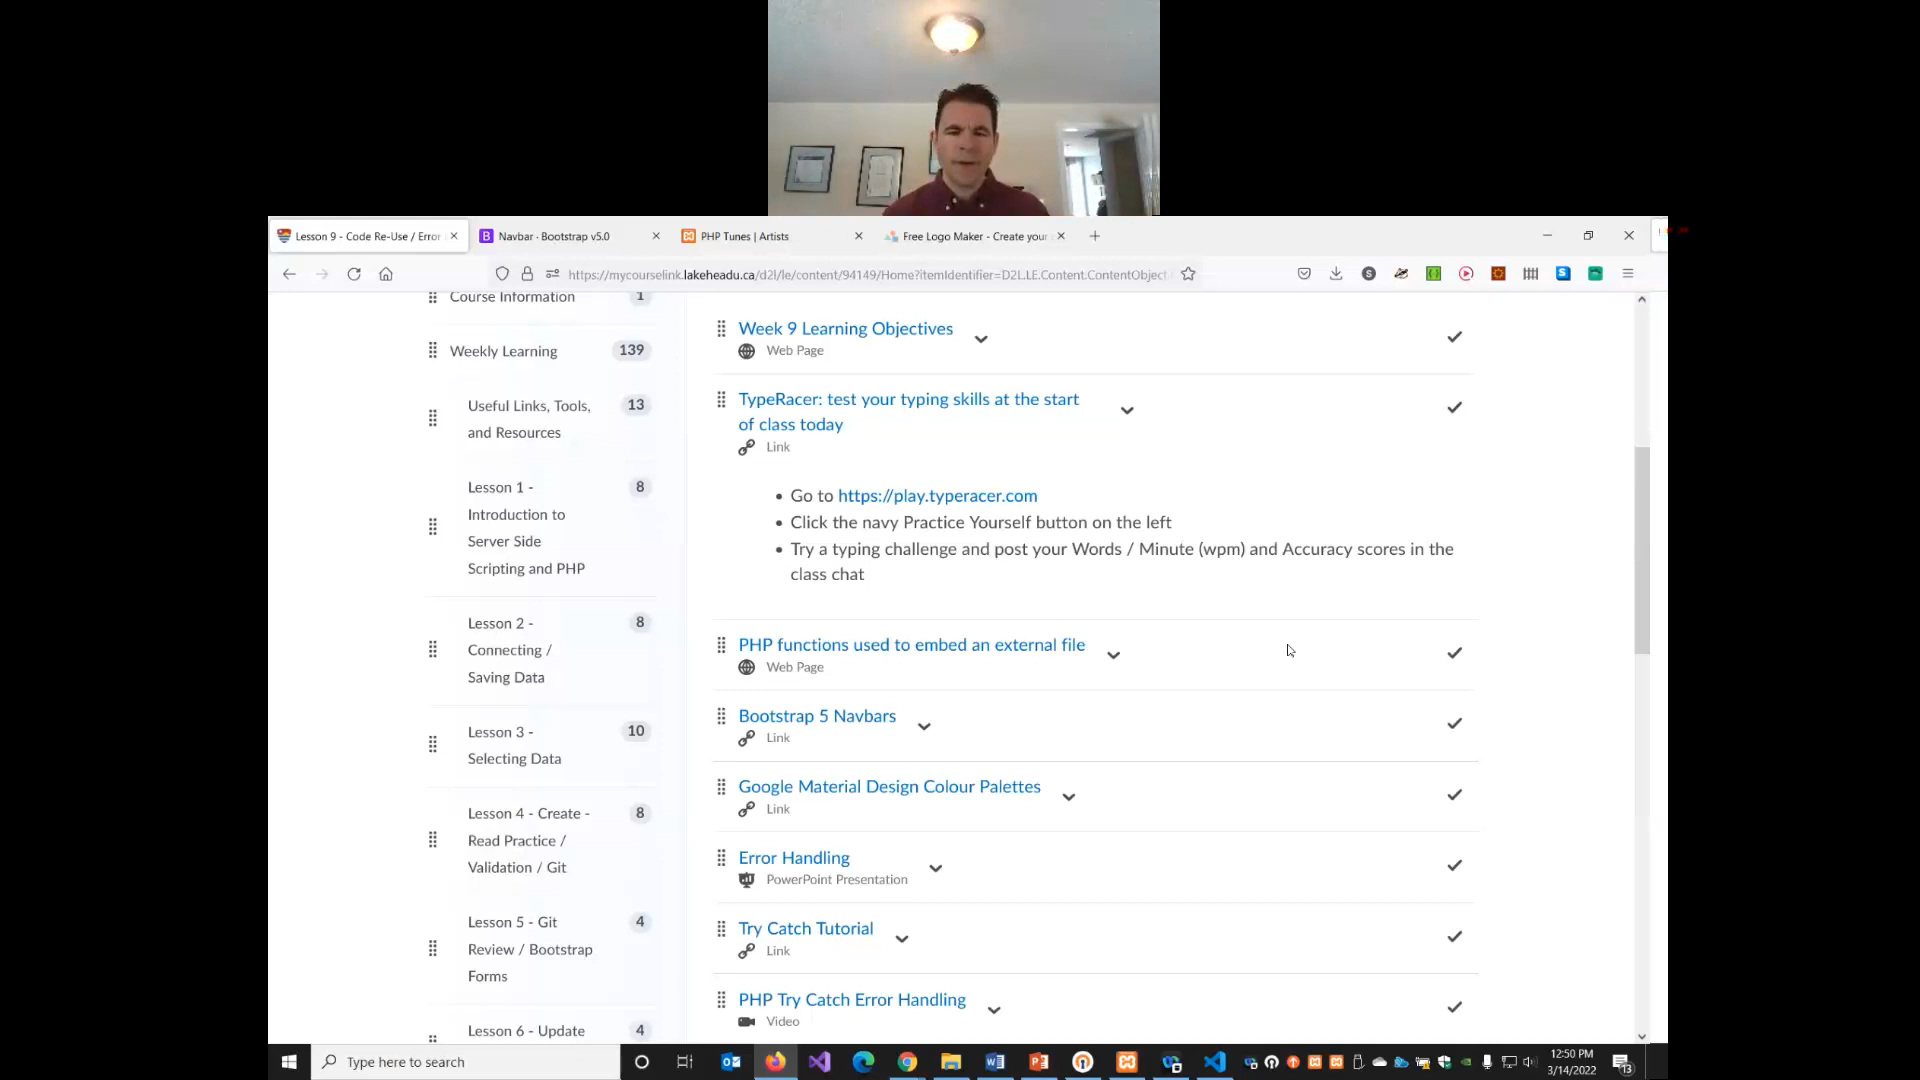 Lesson 9 - Code Re-Use / Error
Navbar · Bootstrap v5.0
PHP Tunes | Artists
Free Logo Maker - Create your
https://mycourselink.lakeheadu.ca/d2l/le/content/94149/Home?itemIdentifier=D2L.LE.Content.ContentObject
Course Information 1
Weekly Learning 139
Useful Links, Tools, 13
and Resources
Lesson 1 - 8
Introduction to
Server Side
Scripting and PHP
Lesson 2 - 8
Connecting /
Saving Data
Lesson 3 - 10
Selecting Data
Lesson 4 - Create - 8
Read Practice /
Validation / Git
Lesson 5 - Git 4
Review / Bootstrap
Forms
Lesson 6 - Update 4
Week 9 Learning Objectives
Web Page
TypeRacer: test your typing skills at the start
of class today
Link
• Go to https://play.typeracer.com
• Click the navy Practice Yourself button on the left
• Try a typing challenge and post your Words / Minute (wpm) and Accuracy scores in the
class chat
PHP functions used to embed an external file
Web Page
Bootstrap 5 Navbars
Link
Google Material Design Colour Palettes
Link
Error Handling
PowerPoint Presentation
Try Catch Tutorial
Link
PHP Try Catch Error Handling
Video
Type here to search
12:50 PM
3/14/2022
13